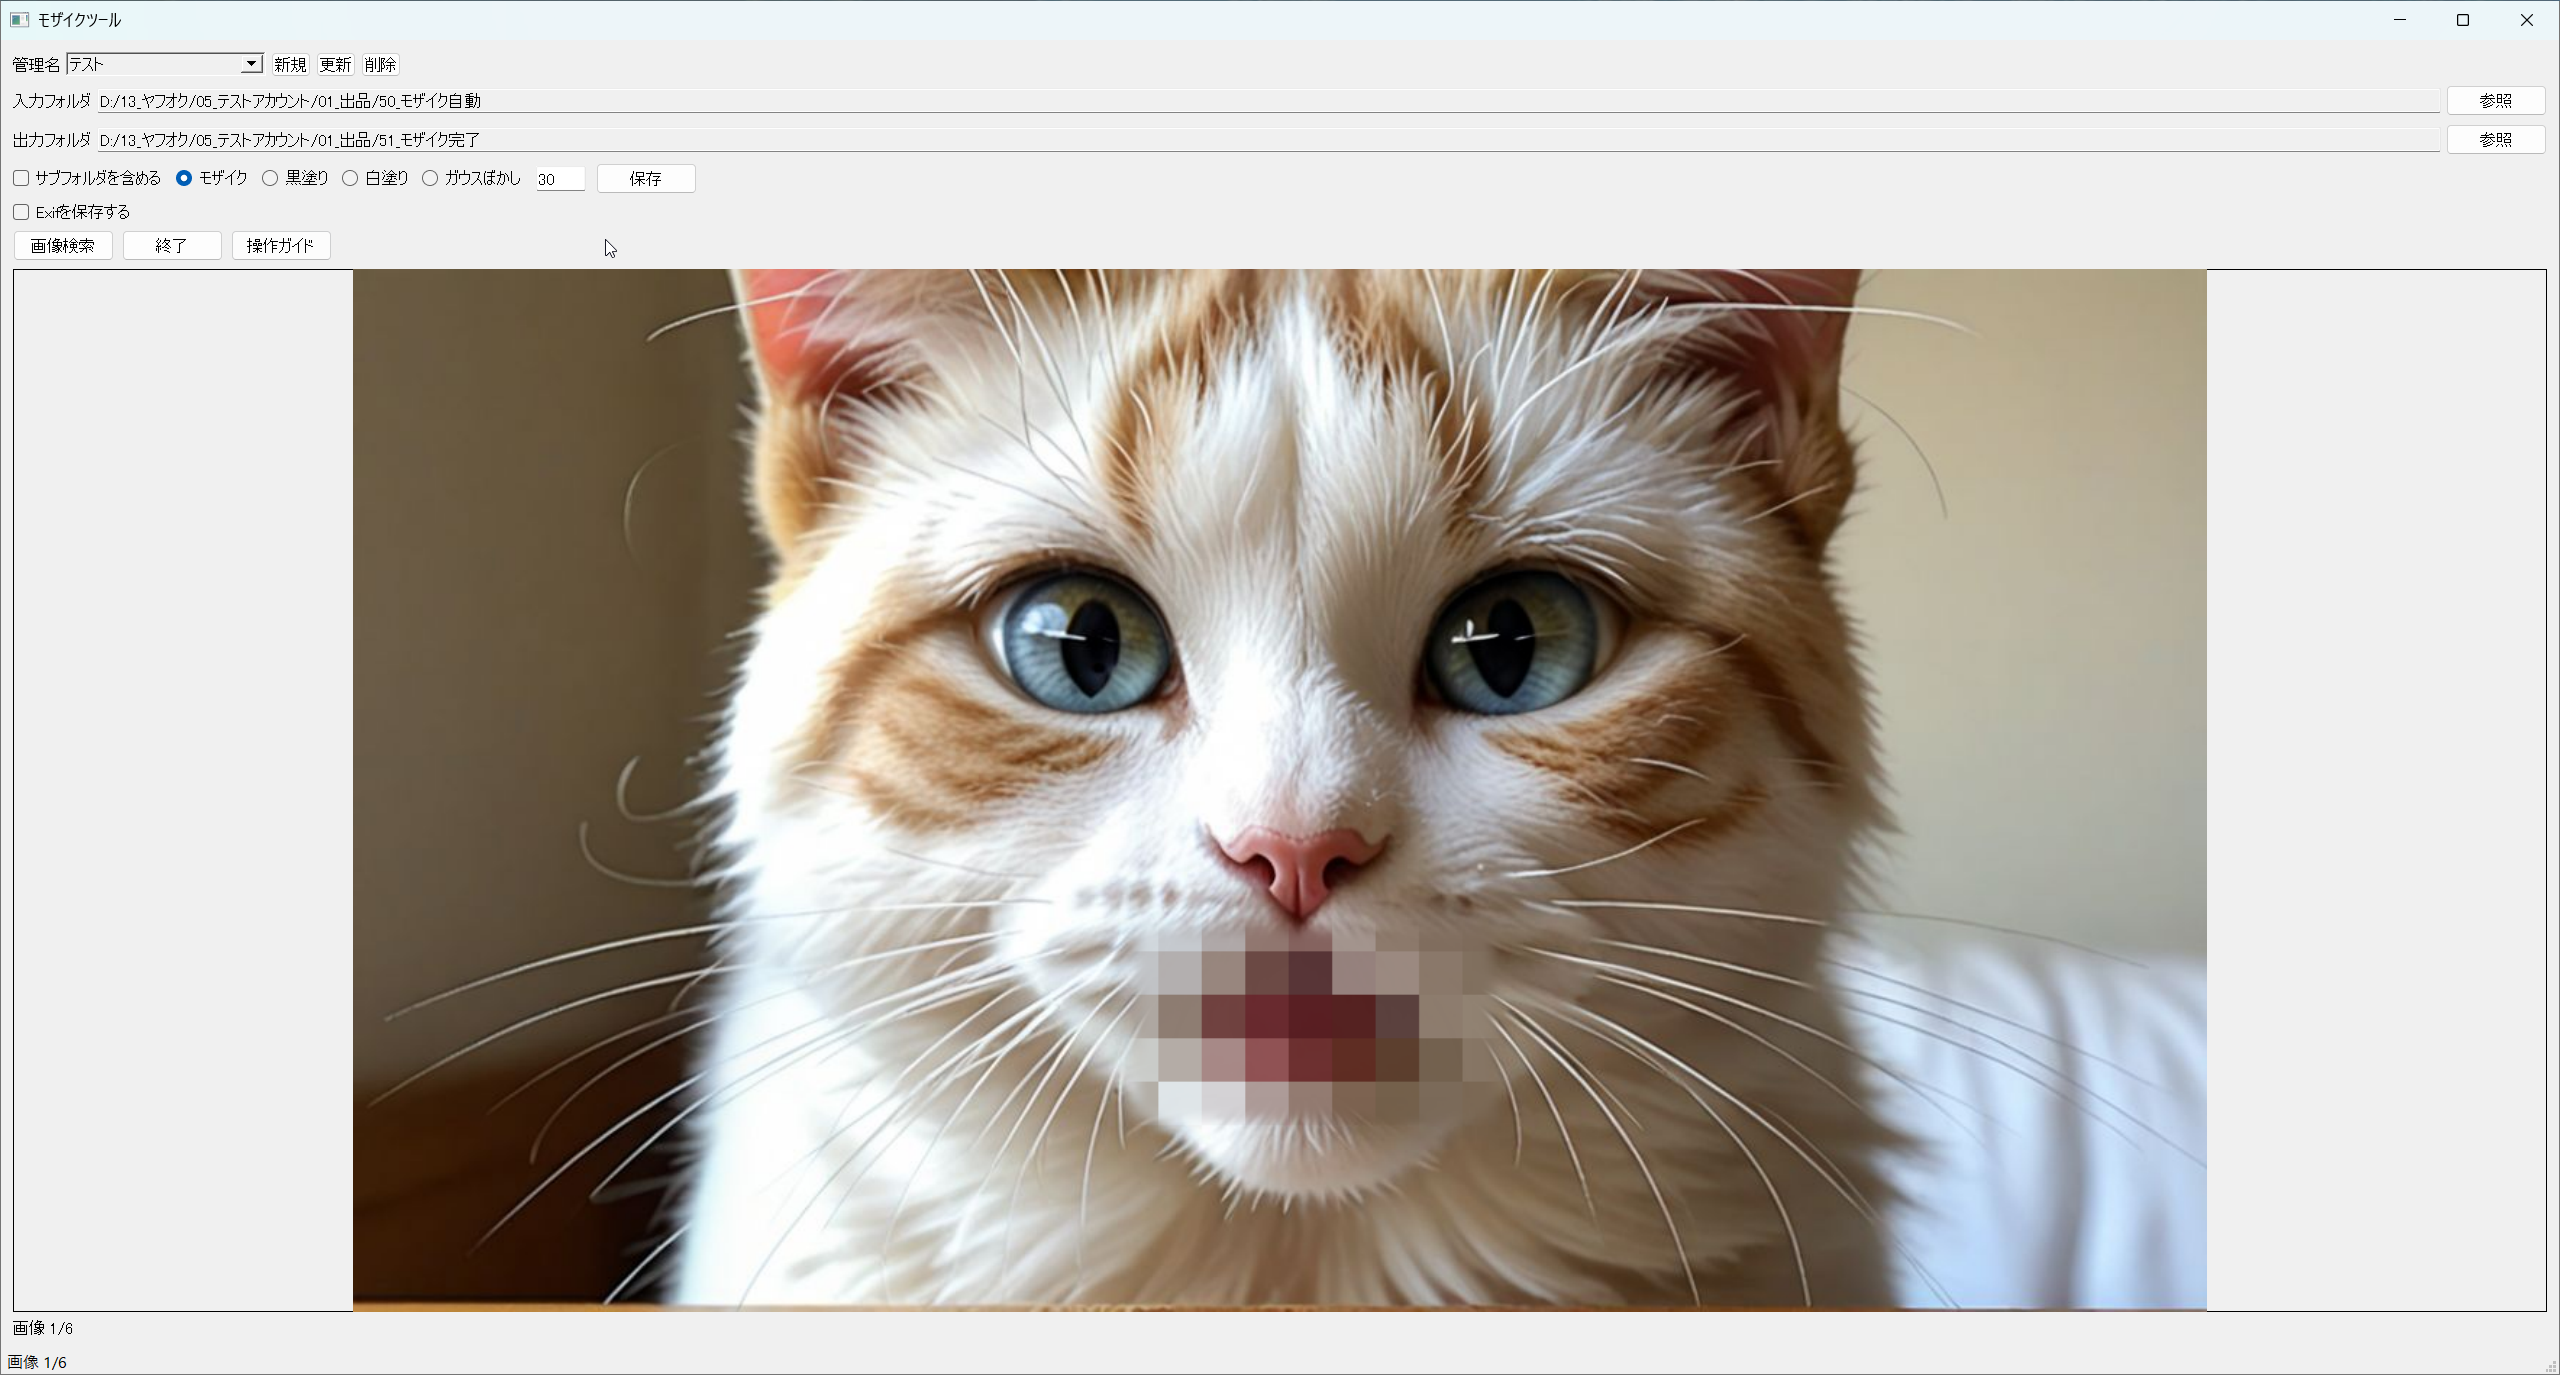 モザイクツール
管理名 テスト 新規 更新 削除
入力フォルダ D:/13_ヤフオク/05_テストアカウント/01_出品/50_モザイク自動 参照
出力フォルダ D:/13_ヤフオク/05_テストアカウント/01_出品/51_モザイク完了 参照
サブフォルダを含める モザイク 黒塗り 白塗り ガウスぼかし 30 保存
Exifを保存する
画像検索 終了 操作ガイド
画像 1/6
画像 1/6